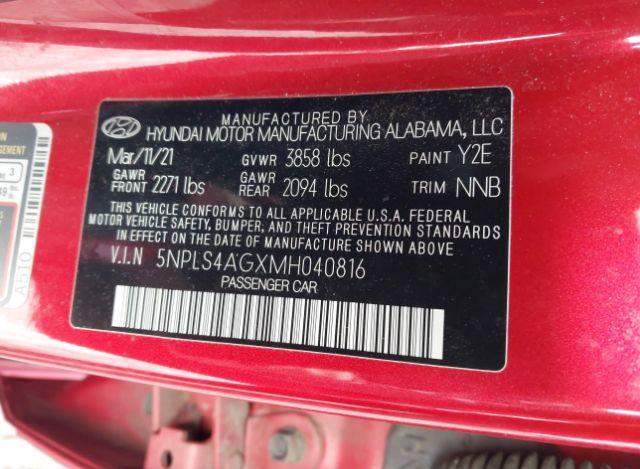 MANUFACTURED BY
HYUNDAI MOTOR MANUFACTURING ALABAMA, LLC
Mar/11/21 GVWR 3858 lbs PAINT Y2E
GAWR FRONT 2271 lbs GAWR REAR 2094 lbs TRIM NNB
THIS VEHICLE CONFORMS TO ALL APPLICABLE U.S.A. FEDERAL
MOTOR VEHICLE SAFETY, BUMPER, AND THEFT PREVENTION STANDARDS
IN EFFECT ON THE DATE OF MANUFACTURE SHOWN ABOVE.
V.I.N 5NPLS4AGXMH040816
PASSENGER CAR
A510
3